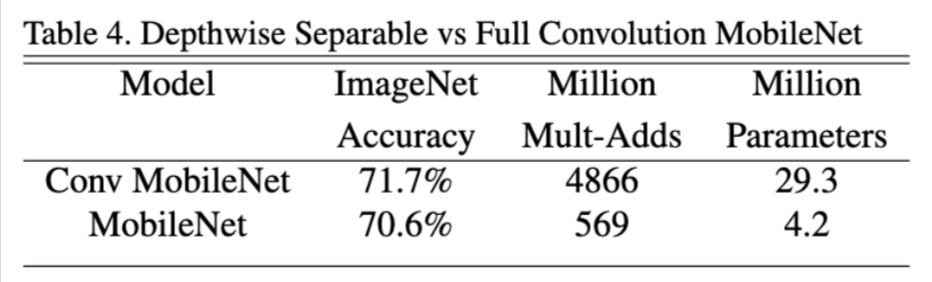 Table 4. Depthwise Separable vs Full Convolution MobileNet
Model ImageNet Million Million
Accuracy Mult-Adds Parameters
Conv MobileNet 71.7% 4866 29.3
MobileNet 70.6% 569 4.2